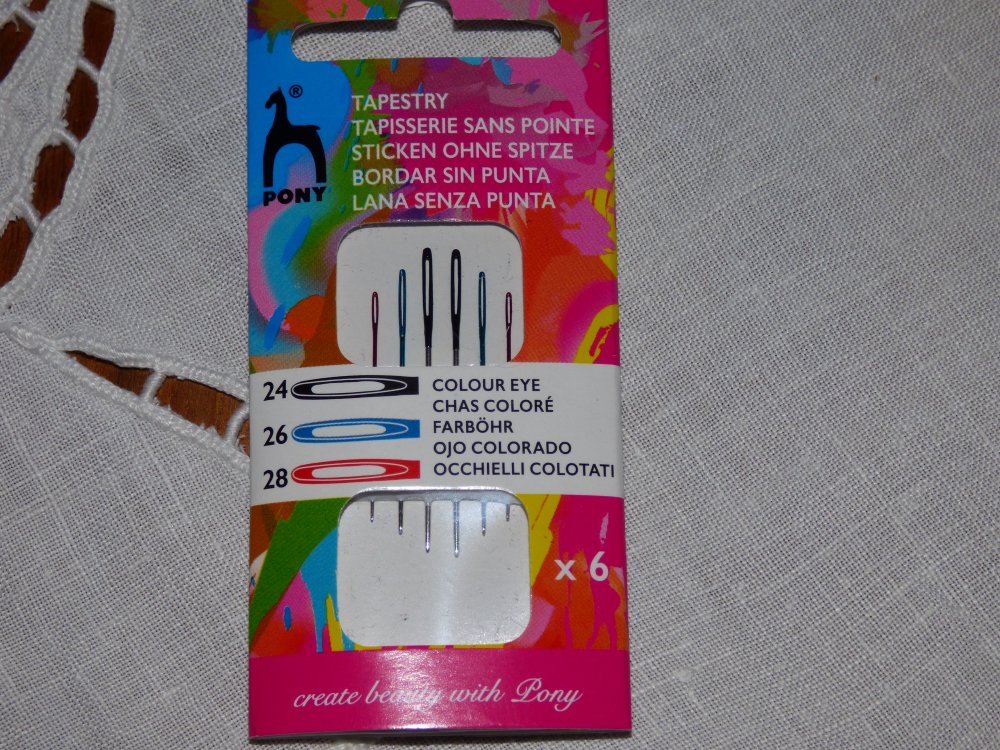 ®
PONY
TAPESTRY
TAPISSERIE SANS POINTE
STICKEN OHNE SPITZE
BORDAR SIN PUNTA
LANA SENZA PUNTA
24
26
28
COLOUR EYE
CHAS COLORÉ
FARBÖHR
OJO COLORADO
OCCHIELLI COLOTATI
x 6
create beauty with Pony